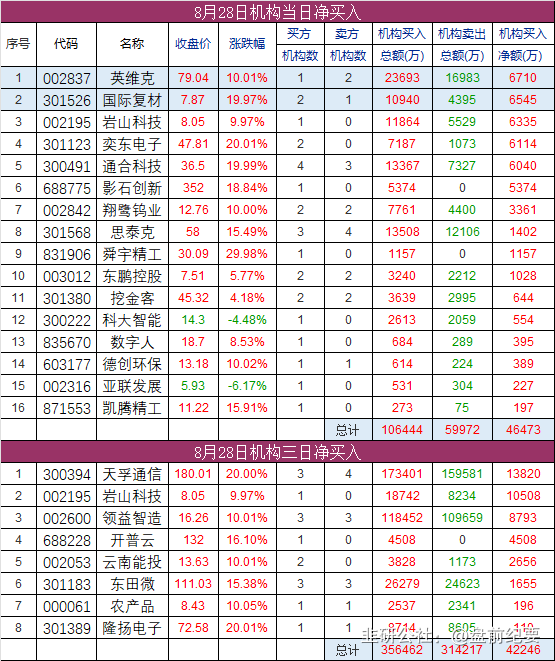 8月28日机构当日净买入
序号 代码 名称 收盘价 涨跌幅 买方机构数 卖方机构数 机构买入总额(万) 机构卖出总额(万) 机构买入净额(万)
1 002837 英维克 79.04 10.01% 1 2 23693 16983 6710
2 301526 国际复材 7.87 19.97% 2 1 10940 4395 6545
3 002195 岩山科技 8.05 9.97% 1 0 11864 5529 6335
4 301123 奕东电子 47.81 20.01% 2 0 7187 1073 6114
5 300491 通合科技 36.5 19.99% 4 3 13367 7327 6040
6 688775 影石创新 352 18.84% 1 0 5374 0 5374
7 002842 翔鹭钨业 12.76 10.00% 2 2 7761 4400 3361
8 301568 思泰克 58 15.49% 3 4 13508 12106 1402
9 831906 舜宇精工 30.09 29.98% 1 0 1157 0 1157
10 003012 东鹏控股 7.51 5.77% 2 2 3240 2212 1028
11 301380 挖金客 45.32 4.18% 2 2 3639 2995 644
12 300222 科大智能 14.3 -4.48% 1 0 2613 2059 554
13 835670 数字人 18.7 8.53% 1 0 684 289 395
14 603177 德创环保 13.18 10.02% 1 1 614 224 389
15 002316 亚联发展 5.93 -6.17% 1 0 531 304 227
16 871553 凯腾精工 11.22 15.91% 1 0 273 75 197
总计 106444 59972 46473
8月28日机构三日净买入
1 300394 天孚通信 180.01 20.00% 3 4 173401 159581 13820
2 002195 岩山科技 8.05 9.97% 1 0 18742 8234 10508
3 002600 领益智造 16.26 10.01% 3 3 118452 109659 8793
4 688228 开普云 132 16.10% 1 0 4508 0 4508
5 002053 云南能投 13.63 10.01% 2 0 3828 1173 2656
6 301183 东田微 111.03 15.38% 3 3 26279 24623 1655
7 000061 农产品 8.43 10.05% 1 1 2537 2341 196
8 301389 隆扬电子 72.58 20.01% 1 1 8714 8605 110
总计 356462 314217 42246
韭研公社：@盘前纪要